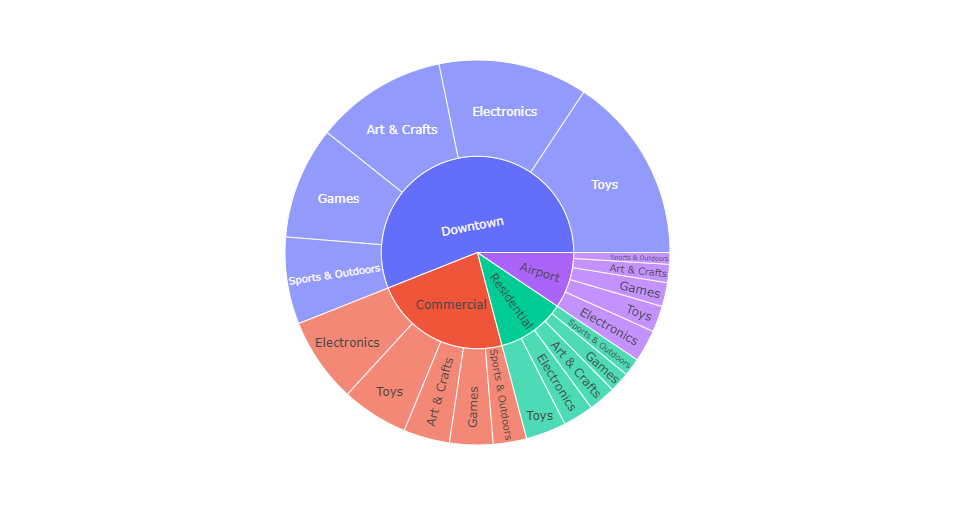 Electronics
Art & Crafts
Toys
Games
Downtown
Sports & Outdoors
Sports & Outdoors
Airport
Art & Crafts
Games
Residential
Commercial
Toys
Electronics
Electronics
Sports & Outdoors
Games
Art & Crafts
Electronics
Toys
Art & Crafts
Games
Sports & Outdoors
Toys